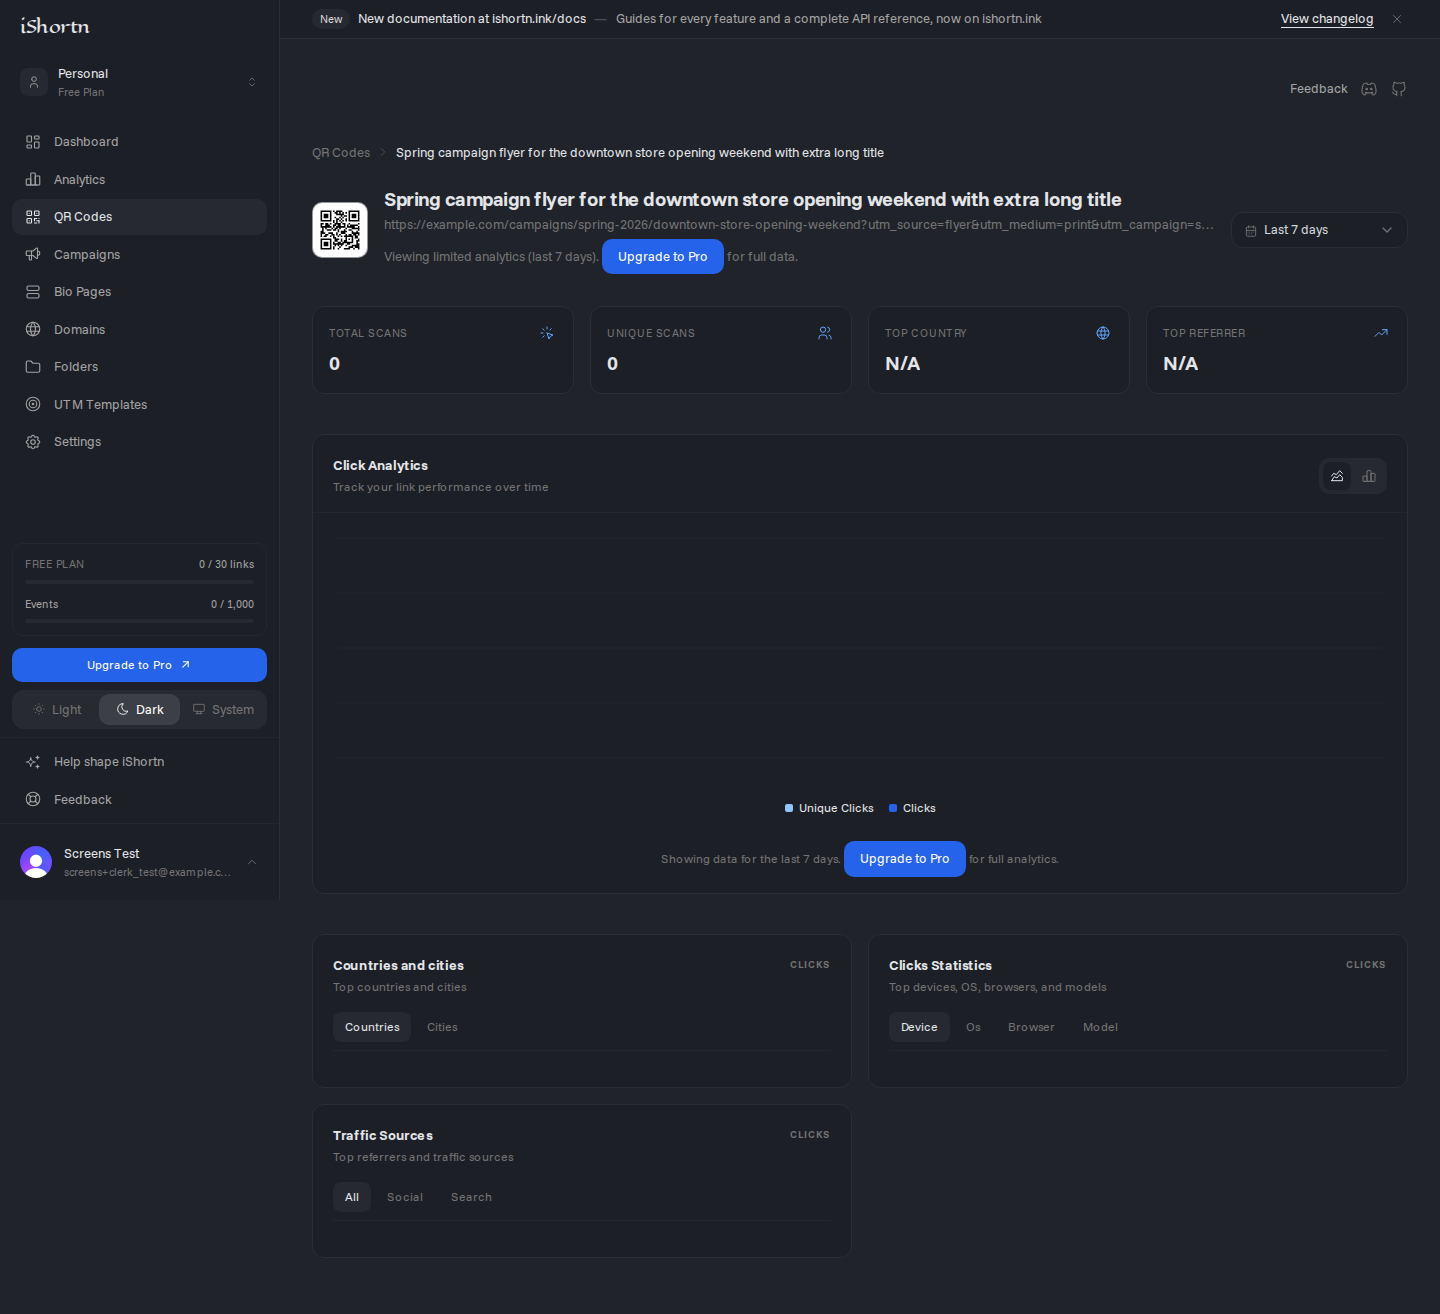 iShortn
Personal
Free Plan
Dashboard
Analytics
QR Codes
Campaigns
Bio Pages
Domains
Folders
UTM Templates
Settings
FREE PLAN 0 / 30 links
Events 0 / 1,000
Upgrade to Pro
Light Dark System
Help shape iShortn
Feedback
Screens Test
screens+clerk_test@example.c...
New New documentation at ishortn.ink/docs — Guides for every feature and a complete API reference, now on ishortn.ink View changelog
Feedback
QR Codes Spring campaign flyer for the downtown store opening weekend with extra long title
Spring campaign flyer for the downtown store opening weekend with extra long title
https://example.com/campaigns/spring-2026/downtown-store-opening-weekend?utm_source=flyer&utm_medium=print&utm_campaign=s...
Viewing limited analytics (last 7 days). Upgrade to Pro for full data.
Last 7 days
TOTAL SCANS
0
UNIQUE SCANS
0
TOP COUNTRY
N/A
TOP REFERRER
N/A
Click Analytics
Track your link performance over time
Unique Clicks Clicks
Showing data for the last 7 days. Upgrade to Pro for full analytics.
Countries and cities CLICKS
Top countries and cities
Countries Cities
Clicks Statistics CLICKS
Top devices, OS, browsers, and models
Device Os Browser Model
Traffic Sources CLICKS
Top referrers and traffic sources
All Social Search